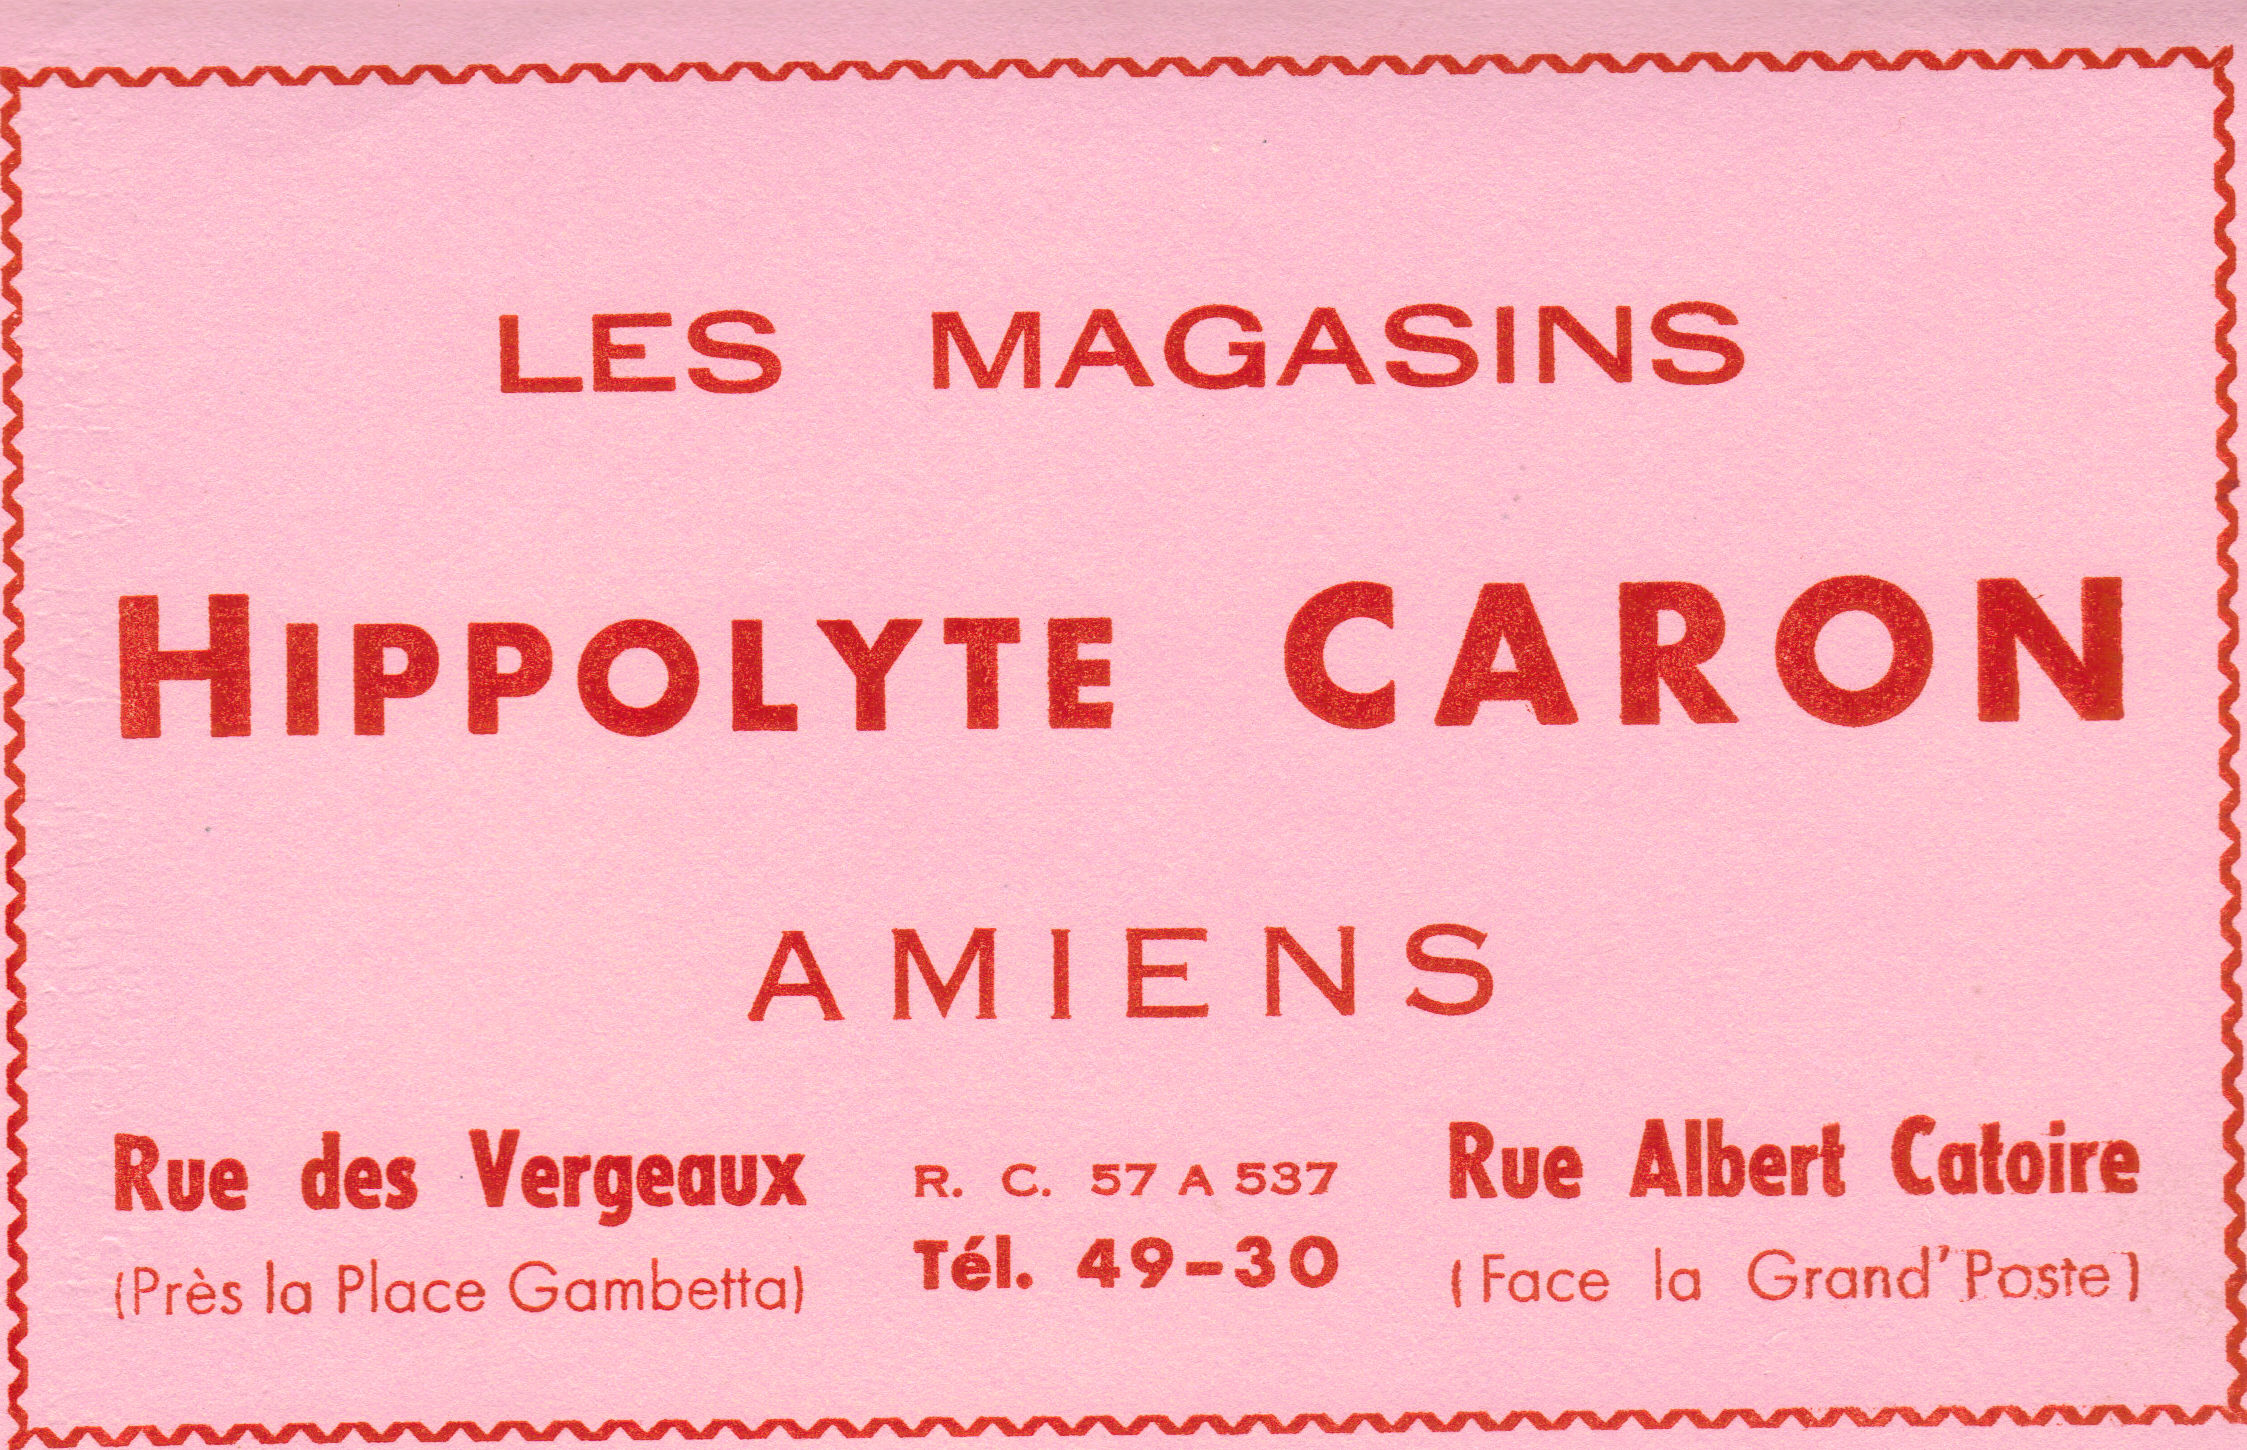 LES MAGASINS
HIPPOLYTE CARON
AMIENS
Rue des Vergeaux
(Près la Place Gambetta)
R. C. 57 A 537
Tél. 49-30
Rue Albert Catoire
(Face la Grand'Poste)